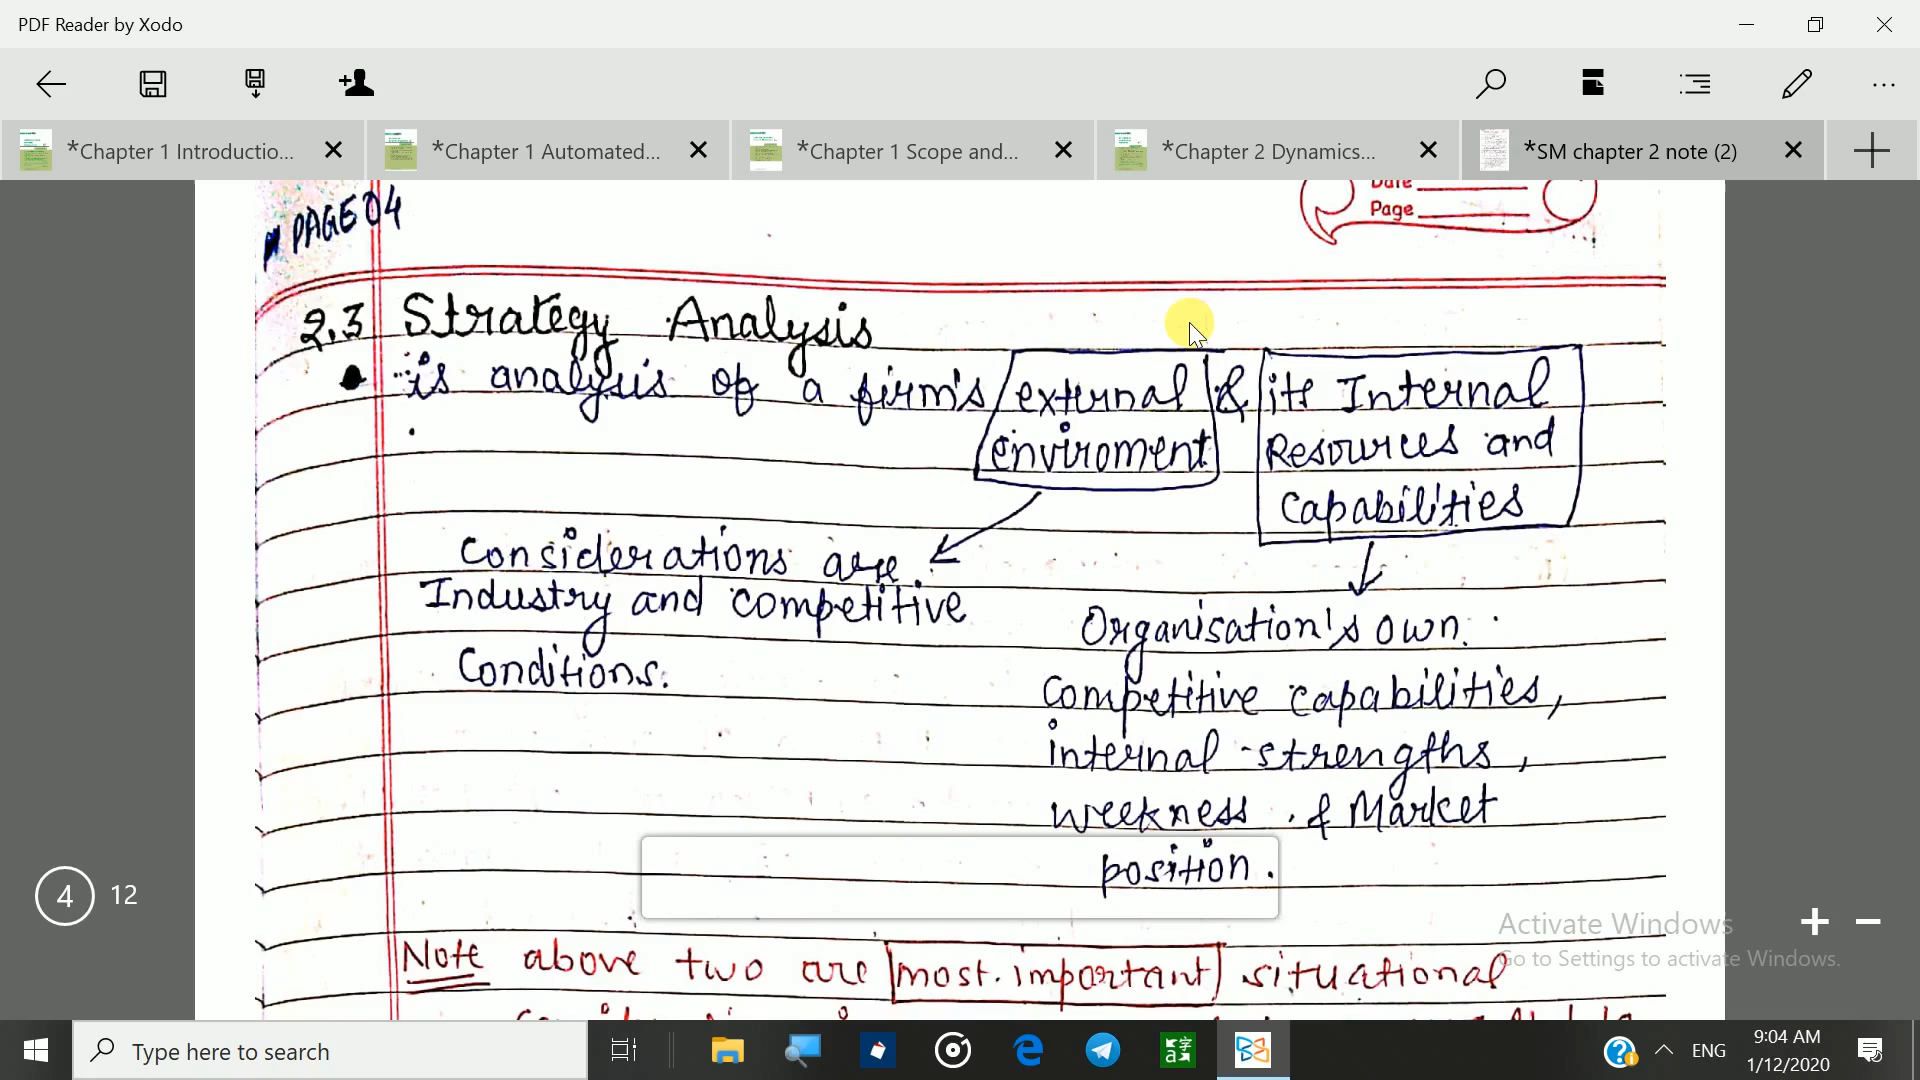 PDF Reader by Xodo
*Chapter 1 Introductio...
*Chapter 1 Automated...
*Chapter 1 Scope and...
*Chapter 2 Dynamics...
*SM chapter 2 note (2)
PAGE 04
Date
Page
2.3 Strategy Analysis
is analysis of a firm's external & its Internal
enviroment Resources and
Capabilities
Considerations are
Industry and competitive
Conditions.
Organisation's own
Competitive capabilities,
internal strengths,
weekness & Market
position.
Note above two are most important situational
4 12
Activate Windows
Go to Settings to activate Windows.
Type here to search
ENG
9:04 AM
1/12/2020